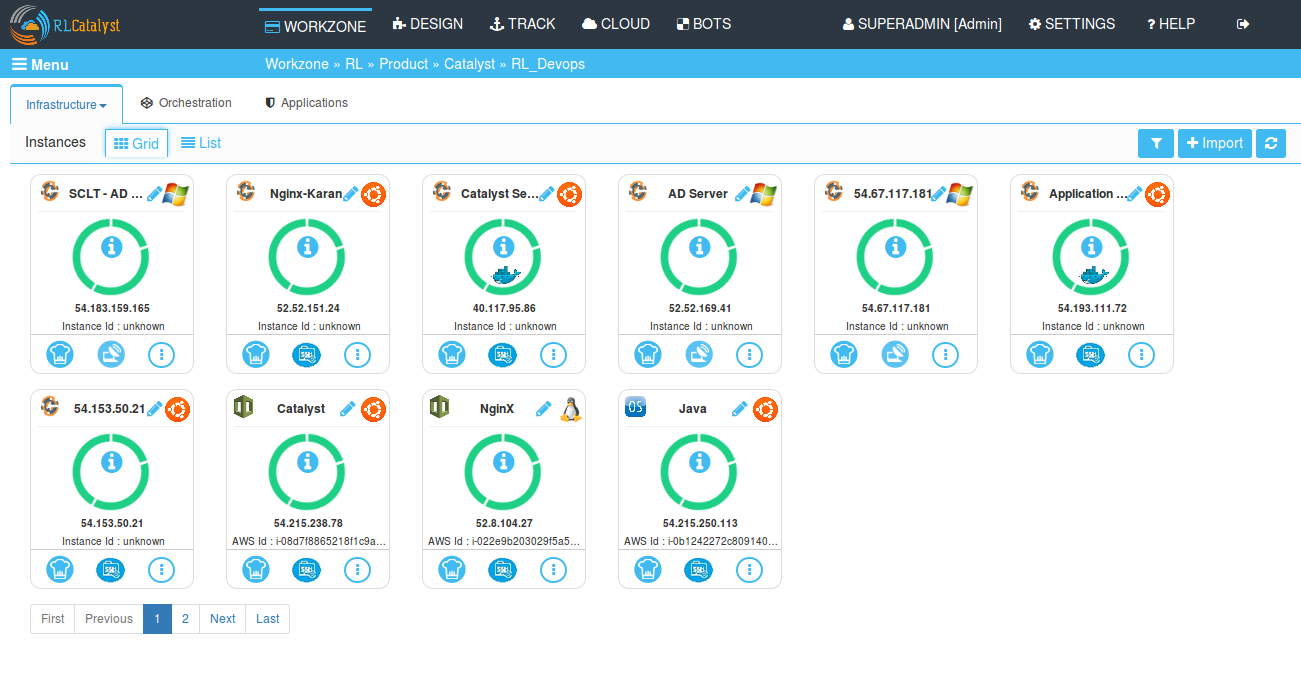 RLCatalyst WORKZONE DESIGN TRACK CLOUD BOTS SUPERADMIN [Admin] SETTINGS ? HELP
Menu Workzone » RL » Product » Catalyst » RL_Devops
Infrastructure Orchestration Applications
Instances Grid List + Import
SCLT - AD ... Nginx-Karan Catalyst Se... AD Server 54.67.117.181 Application ...
54.183.159.165 52.52.151.24 40.117.95.86 52.52.169.41 54.67.117.181 54.193.111.72
Instance Id : unknown Instance Id : unknown Instance Id : unknown Instance Id : unknown Instance Id : unknown Instance Id : unknown
54.153.50.21 Catalyst NginX OS Java
54.153.50.21 54.215.238.78 52.8.104.27 54.215.250.113
Instance Id : unknown AWS Id : i-08d7f8865218f1c9a... AWS Id : i-022e9b203029f5a5... AWS Id : i-0b1242272c809140...
First Previous 1 2 Next Last